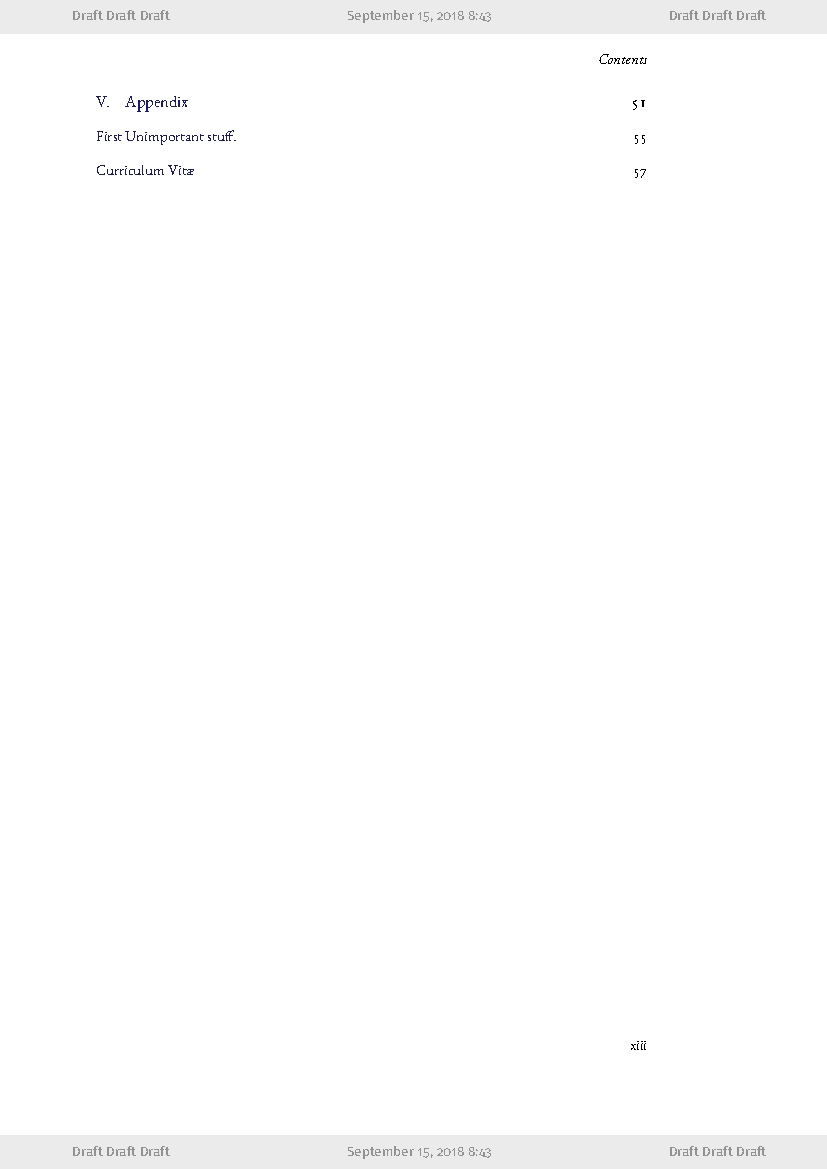 Draft Draft Draft September 15, 2018 8:43 Draft Draft Draft
Contents
V. Appendix 51
First Unimportant stuff. 55
Curriculum Vitæ 57
xiii
Draft Draft Draft September 15, 2018 8:43 Draft Draft Draft